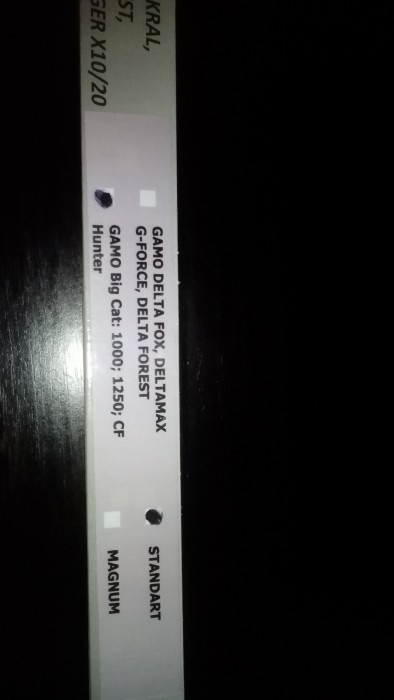 KRAL,
ST,
GER X10/20
GAMO DELTA FOX, DELTAMAX
G-FORCE, DELTA FOREST
GAMO Big Cat: 1000; 1250; CF
Hunter
STANDART
MAGNUM